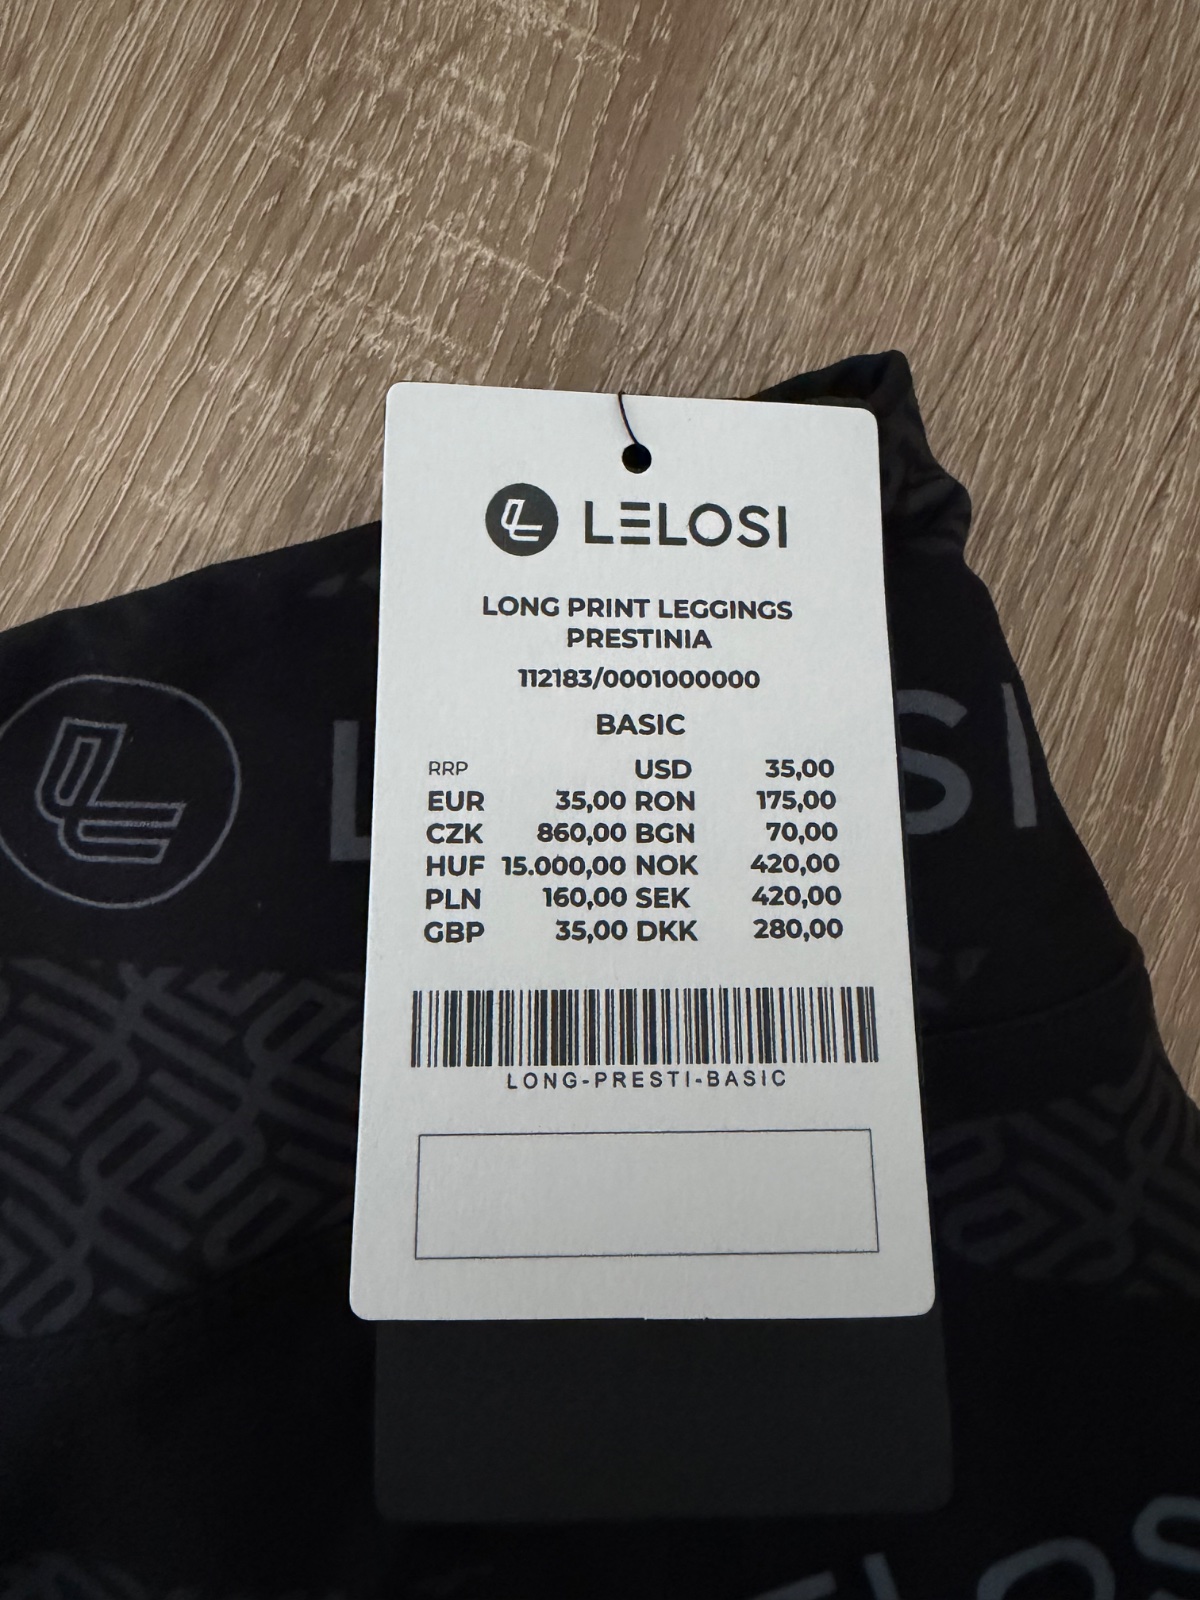 LELOSI
LONG PRINT LEGGINGS
PRESTINIA
112183/0001000000
BASIC
RRP USD 35,00
EUR 35,00 RON 175,00
CZK 860,00 BGN 70,00
HUF 15.000,00 NOK 420,00
PLN 160,00 SEK 420,00
GBP 35,00 DKK 280,00
LONG-PRESTI-BASIC